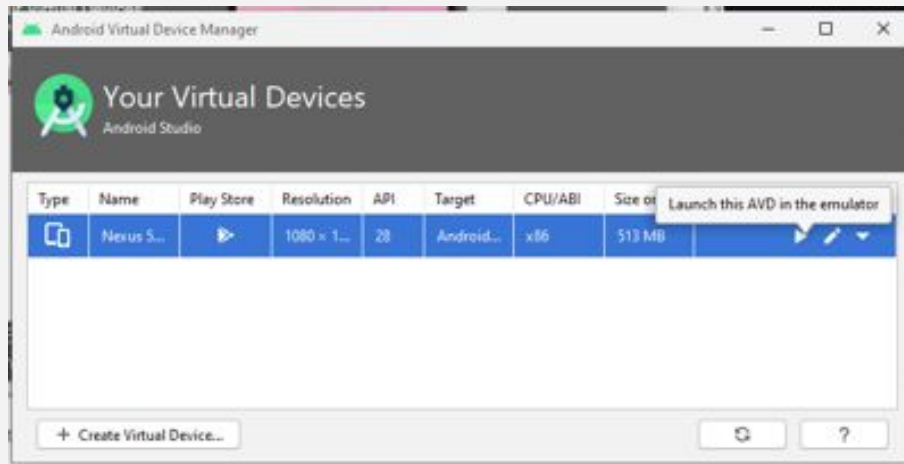 Android Virtual Device Manager
Your Virtual Devices
Android Studio
Type Name Play Store Resolution API Target CPU/ABI Size on
Launch this AVD in the emulator
Nexus 5... 1080 × 1... 28 Android... x86 513 MB
+ Create Virtual Device...
?